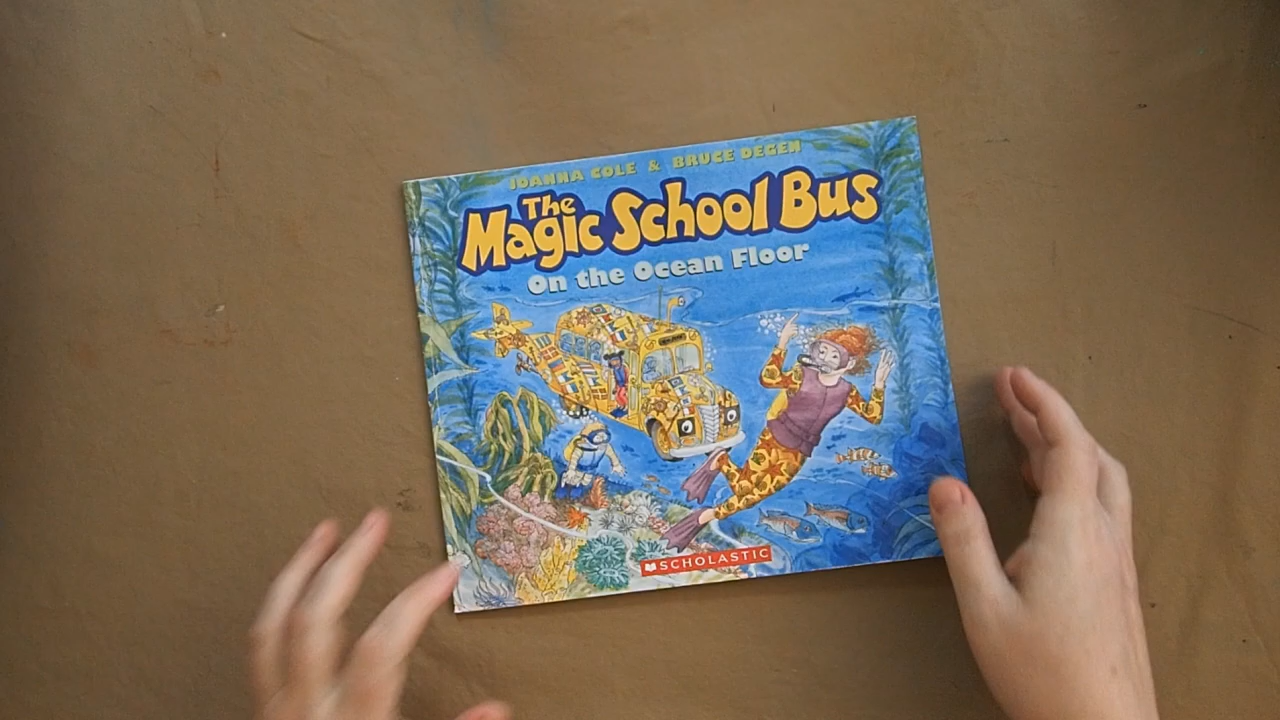 JOANNA COLE & BRUCE DEGEN
The
Magic School Bus
On the Ocean Floor
SCHOLASTIC